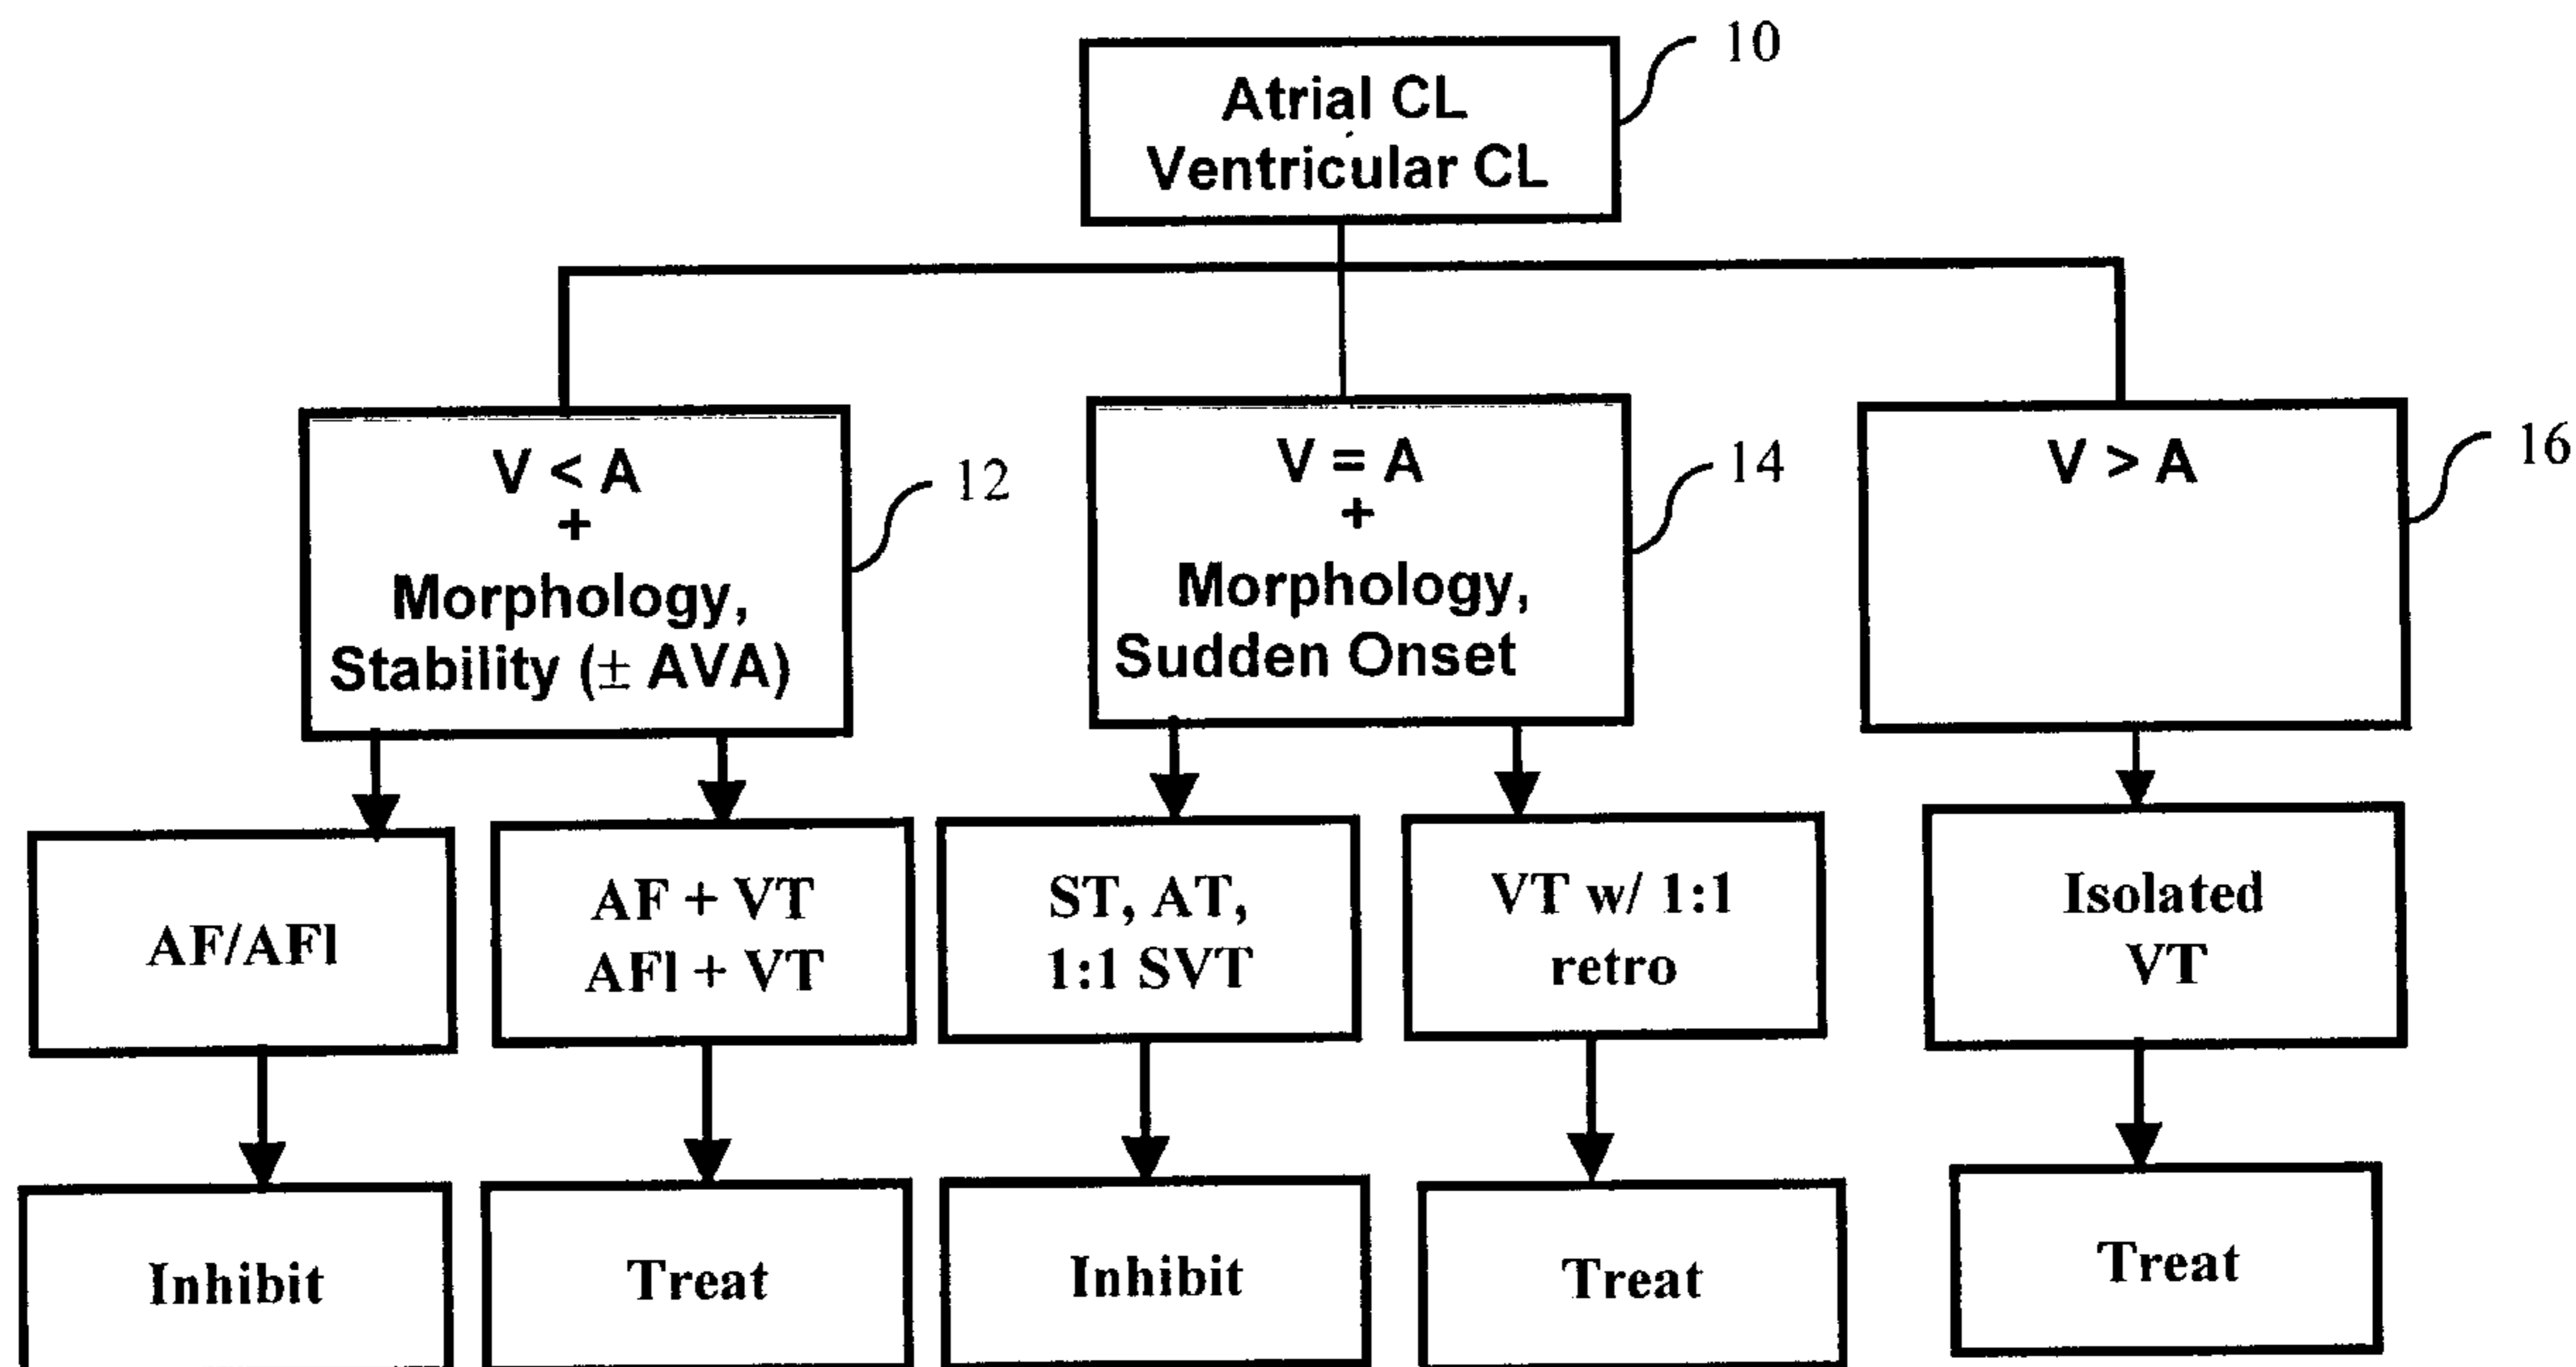 10
Atrial CL
Ventricular CL
V < A
+
Morphology,
Stability (± AVA)
12
V = A
+
Morphology,
Sudden Onset
14
V > A
16
AF/AFl
AF + VT
AFl + VT
ST, AT,
1:1 SVT
VT w/ 1:1
retro
Isolated
VT
Inhibit
Treat
Inhibit
Treat
Treat